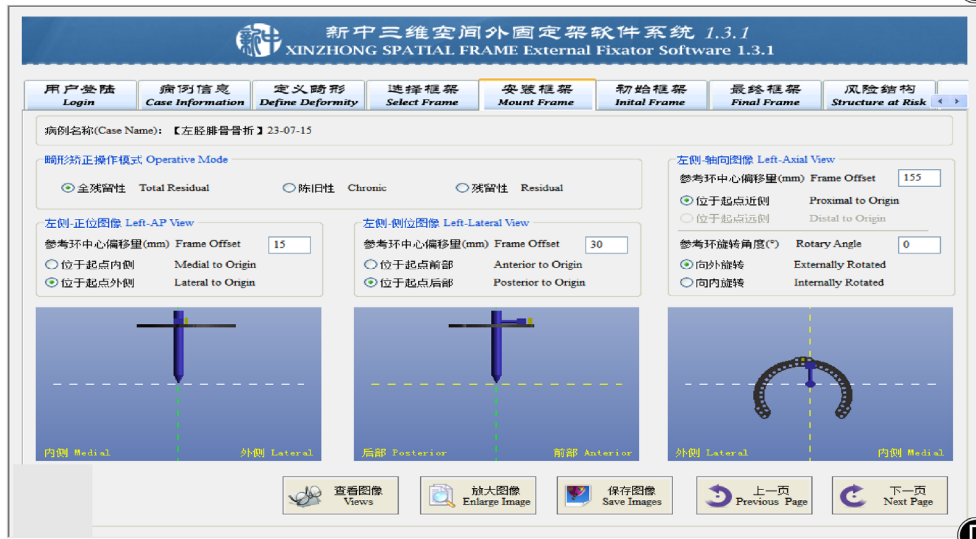 新中三维空间外固定架软件系统 1.3.1
XINZHONG SPATIAL FRAME External Fixator Software 1.3.1
用户登陆 病例信息 定义畸形 选择框架 安装框架 初始框架 最终框架 风险结构
Login Case Information Define Deformity Select Frame Mount Frame Inital Frame Final Frame Structure at Risk
病例名称(Case Name): 【左胫腓骨骨折】23-07-15
畸形矫正操作模式 Operative Mode
全残留性 Total Residual 陈旧性 Chronic 残留性 Residual
左侧-正位图像 Left-AP View
参考环中心偏移量(mm) Frame Offset 15
位于起点内侧 Medial to Origin
位于起点外侧 Lateral to Origin
左侧-侧位图像 Left-Lateral View
参考环中心偏移量(mm) Frame Offset 30
位于起点前部 Anterior to Origin
位于起点后部 Posterior to Origin
左侧-轴向图像 Left-Axial View
参考环中心偏移量(mm) Frame Offset 155
位于起点近侧 Proximal to Origin
位于起点远侧 Distal to Origin
参考环旋转角度(°) Rotary Angle 0
向外旋转 Externally Rotated
向内旋转 Internally Rotated
内侧 Medial 外侧 Lateral
后部 Posterior 前部 Anterior
外侧 Lateral 内侧 Medial
查看图像 放大图像 保存图像 上一页 下一页
Views Enlarge Image Save Images Previous Page Next Page